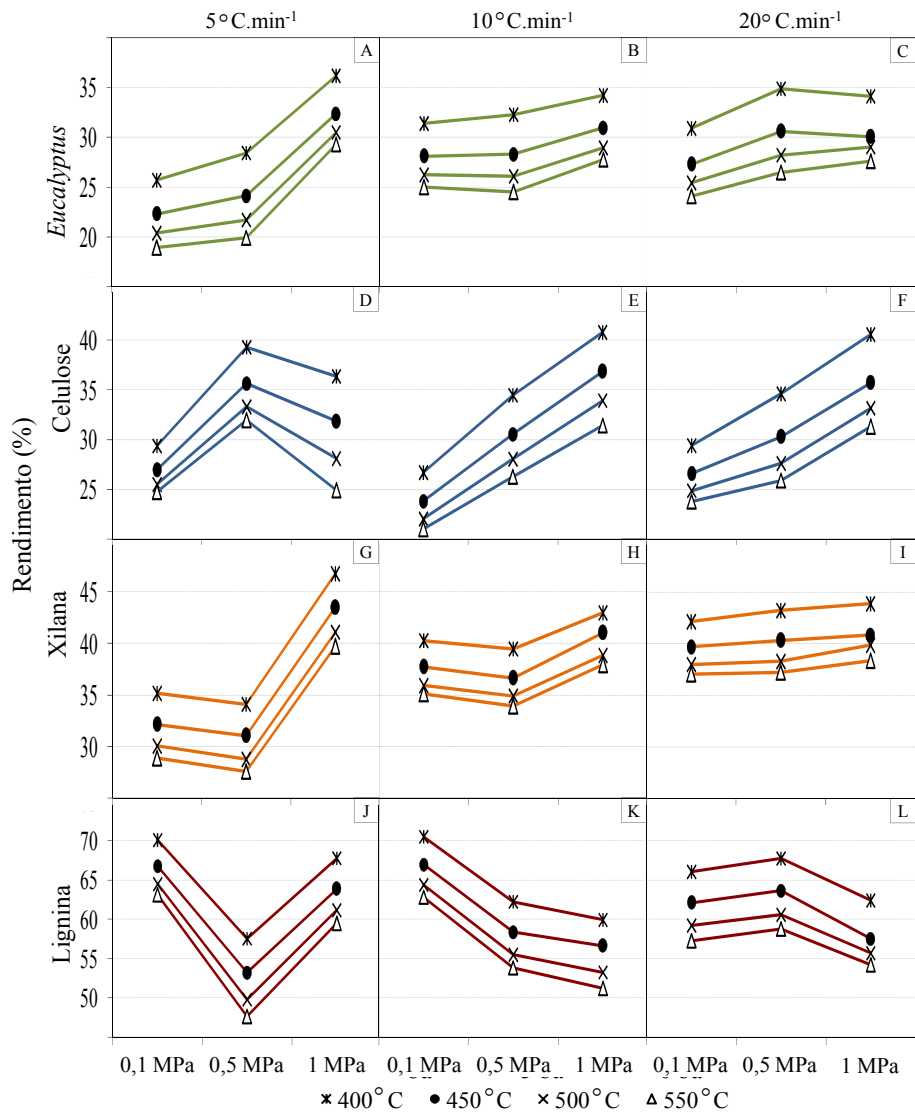 5°C.min-1 10°C.min-1 20°C.min-1
A B C
35
30
25
20
Eucalyptus
D E F
40
35
30
25
Celulose
Rendimento (%)
G H I
45
40
35
30
Xilana
J K L
70
65
60
55
50
Lignina
0,1 MPa 0,5 MPa 1 MPa 0,1 MPa 0,5 MPa 1 MPa 0,1 MPa 0,5 MPa 1 MPa
400°C 450°C 500°C 550°C